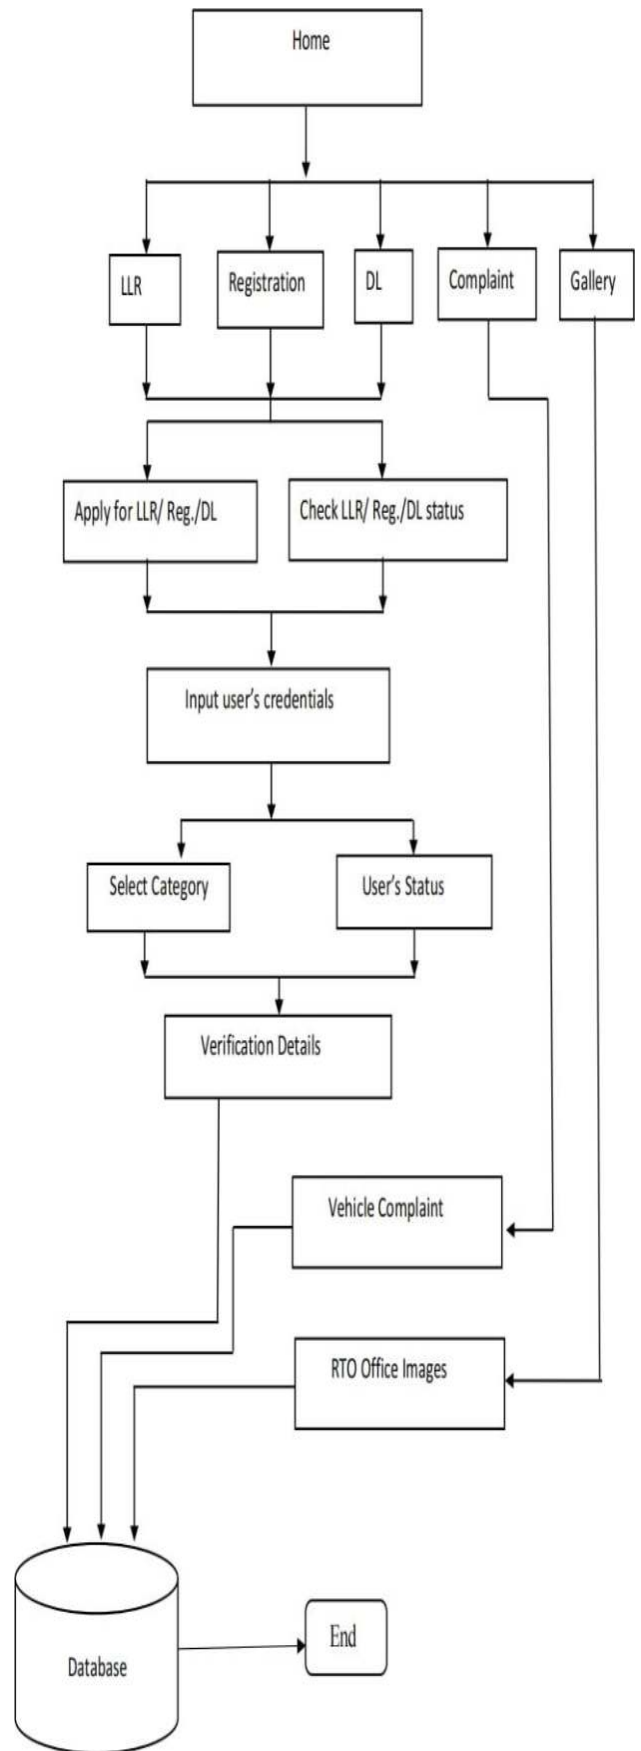 Home
LLR
Registration
DL
Complaint
Gallery
Apply for LLR/ Reg./DL
Check LLR/ Reg./DL status
Input user's credentials
Select Category
User's Status
Verification Details
Vehicle Complaint
RTO Office Images
Database
End